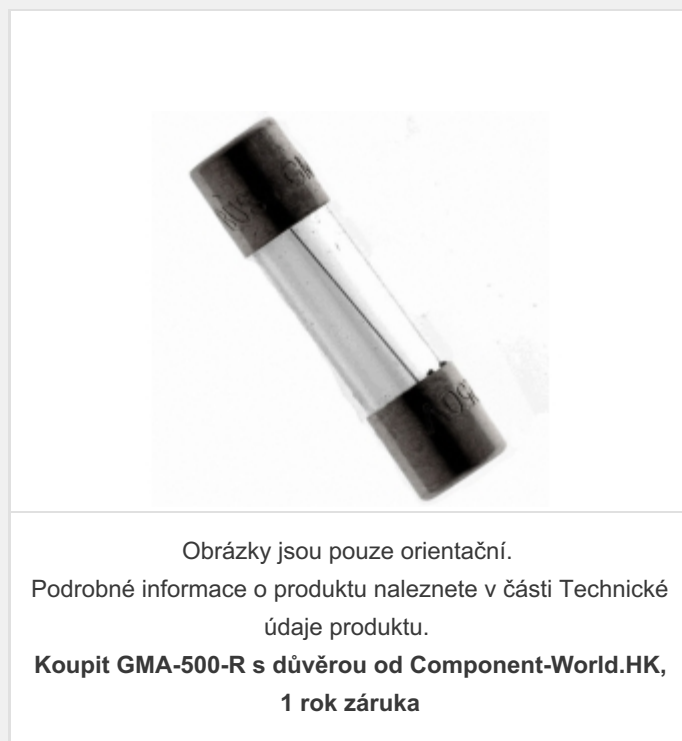 Obrázky jsou pouze orientační.
Podrobné informace o produktu naleznete v části Technické
údaje produktu.
Koupit GMA-500-R s důvěrou od Component-World.HK,
1 rok záruka